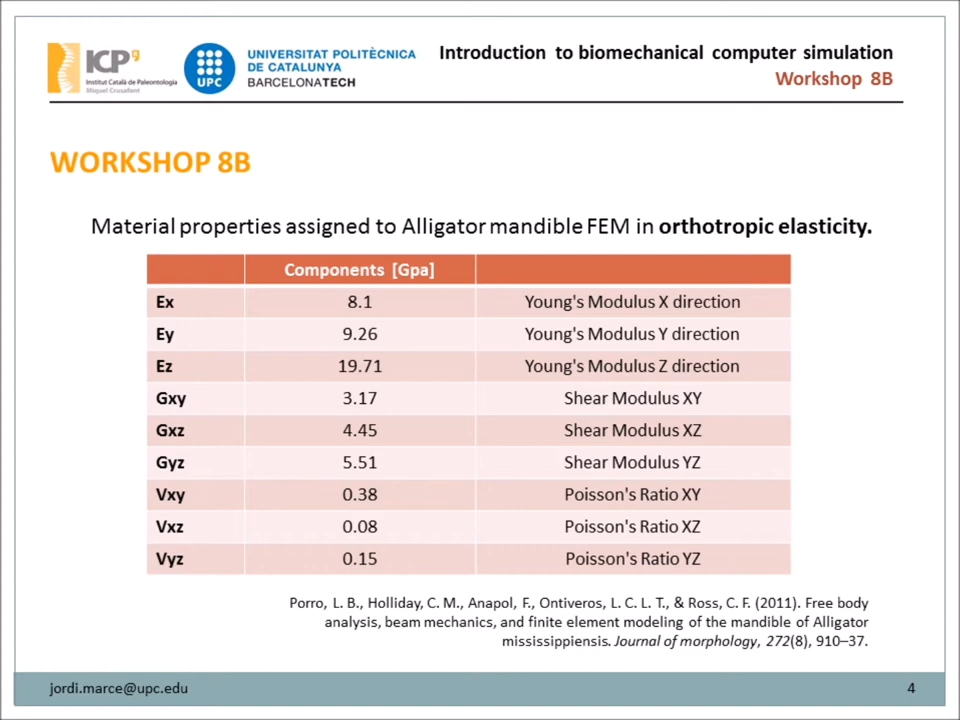 ICP
Institut Català de Paleontologia
Miquel Crusafont
UPC
UNIVERSITAT POLITÈCNICA
DE CATALUNYA
BARCELONATECH
Introduction to biomechanical computer simulation
Workshop 8B
WORKSHOP 8B
Material properties assigned to Alligator mandible FEM in orthotropic elasticity.
Components [Gpa]
Ex 8.1 Young's Modulus X direction
Ey 9.26 Young's Modulus Y direction
Ez 19.71 Young's Modulus Z direction
Gxy 3.17 Shear Modulus XY
Gxz 4.45 Shear Modulus XZ
Gyz 5.51 Shear Modulus YZ
Vxy 0.38 Poisson's Ratio XY
Vxz 0.08 Poisson's Ratio XZ
Vyz 0.15 Poisson's Ratio YZ
Porro, L. B., Holliday, C. M., Anapol, F., Ontiveros, L. C. L. T., & Ross, C. F. (2011). Free body
analysis, beam mechanics, and finite element modeling of the mandible of Alligator
mississippiensis. Journal of morphology, 272(8), 910–37.
jordi.marce@upc.edu 4